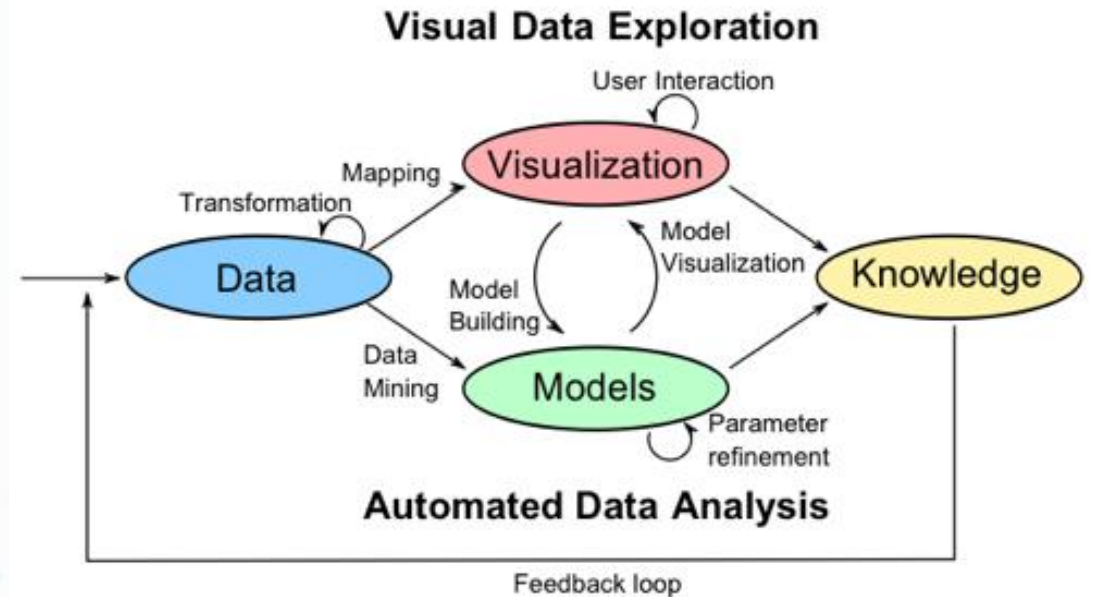 Visual Data Exploration
User Interaction
Visualization
Mapping
Transformation
Data
Model
Visualization
Knowledge
Model
Building
Data
Mining
Models
Parameter
refinement
Automated Data Analysis
Feedback loop